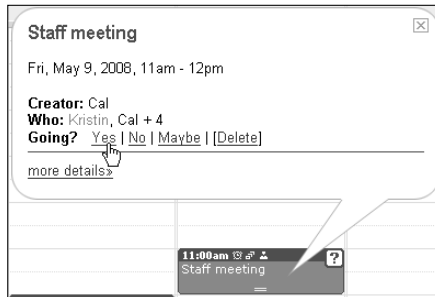 Staff meeting
Fri, May 9, 2008, 11am - 12pm
Creator: Cal
Who: Kristin, Cal + 4
Going? Yes | No | Maybe | [Delete]
more details»
11:00am
?
Staff meeting